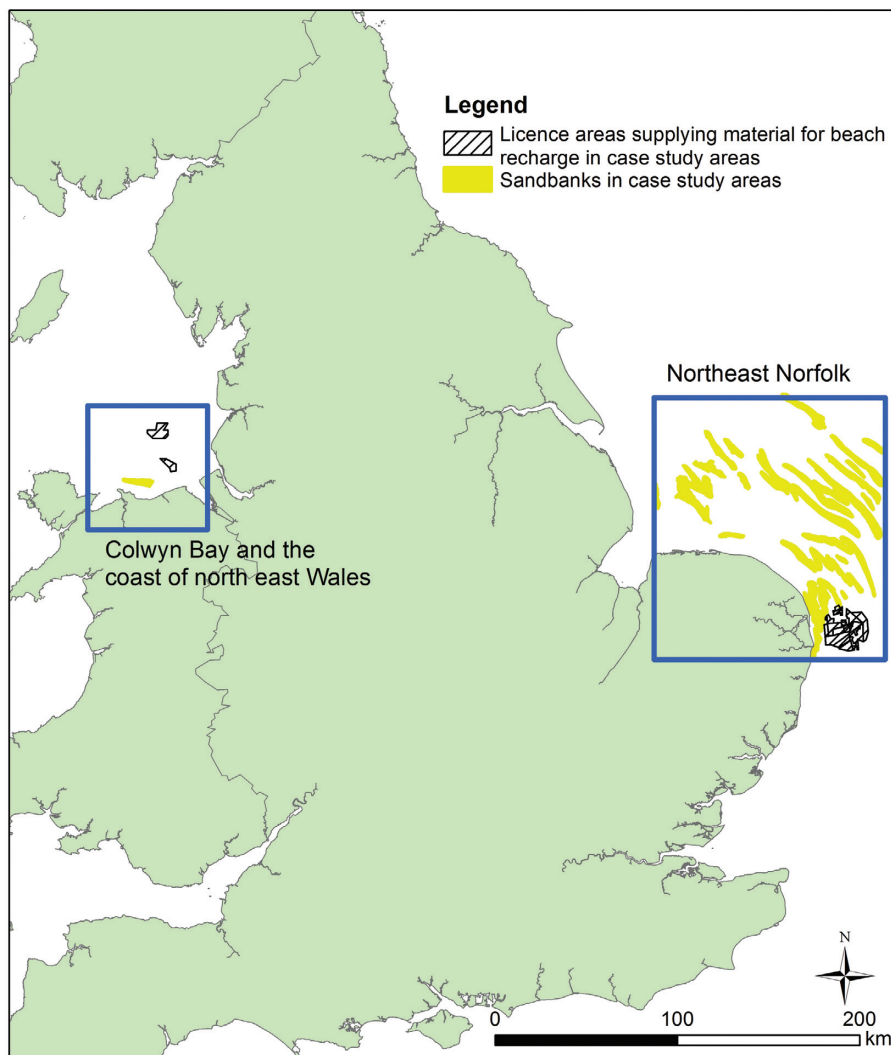 Legend
Licence areas supplying material for beach
recharge in case study areas
Sandbanks in case study areas
Northeast Norfolk
Colwyn Bay and the
coast of north east Wales
N
0 100 200
km